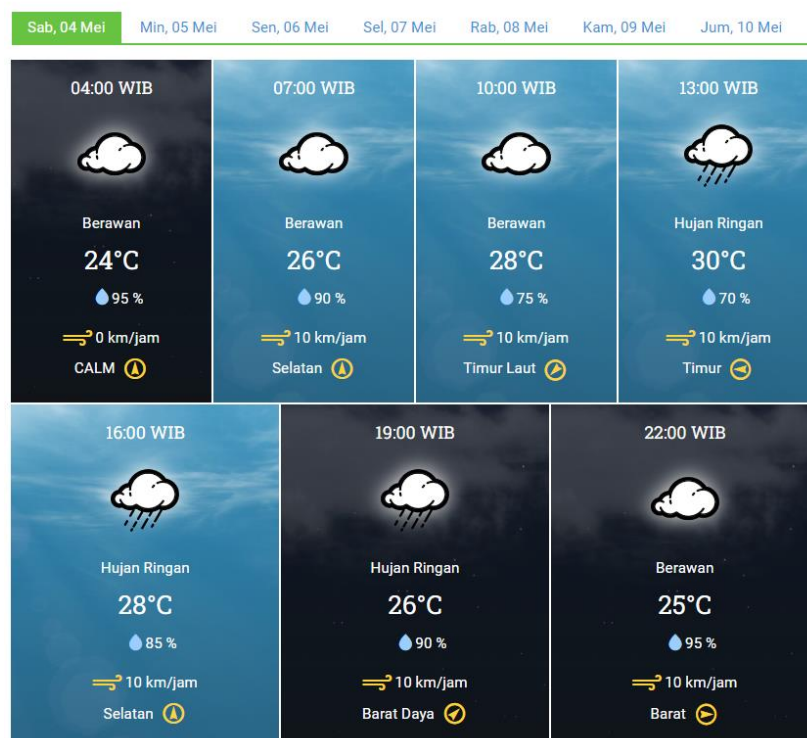 Sab, 04 Mei Min, 05 Mei Sen, 06 Mei Sel, 07 Mei Rab, 08 Mei Kam, 09 Mei Jum, 10 Mei
04:00 WIB
Berawan
24°C
95 %
0 km/jam
CALM
07:00 WIB
Berawan
26°C
90 %
10 km/jam
Selatan
10:00 WIB
Berawan
28°C
75 %
10 km/jam
Timur Laut
13:00 WIB
Hujan Ringan
30°C
70 %
10 km/jam
Timur
16:00 WIB
Hujan Ringan
28°C
85 %
10 km/jam
Selatan
19:00 WIB
Hujan Ringan
26°C
90 %
10 km/jam
Barat Daya
22:00 WIB
Berawan
25°C
95 %
10 km/jam
Barat